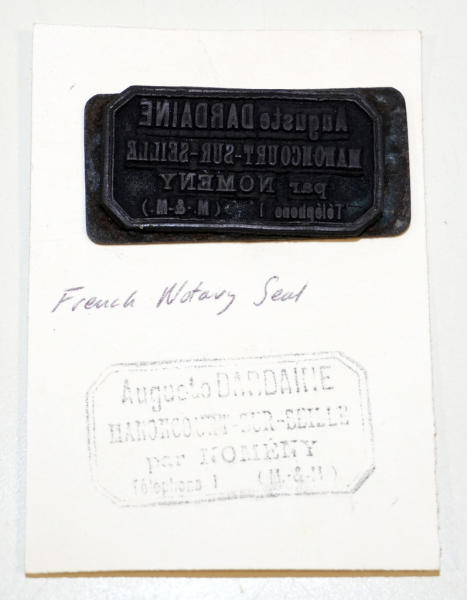 Auguste DARDAINE
MANONCOURT-SUR-SEILLE
par NOMÉNY
Téléphone 1 (M.-&-M.)
French Notary Seal
Auguste DARDAINE
MANONCOURT-SUR-SEILLE
par NOMÉNY
Téléphone 1 (M.-&-M.)